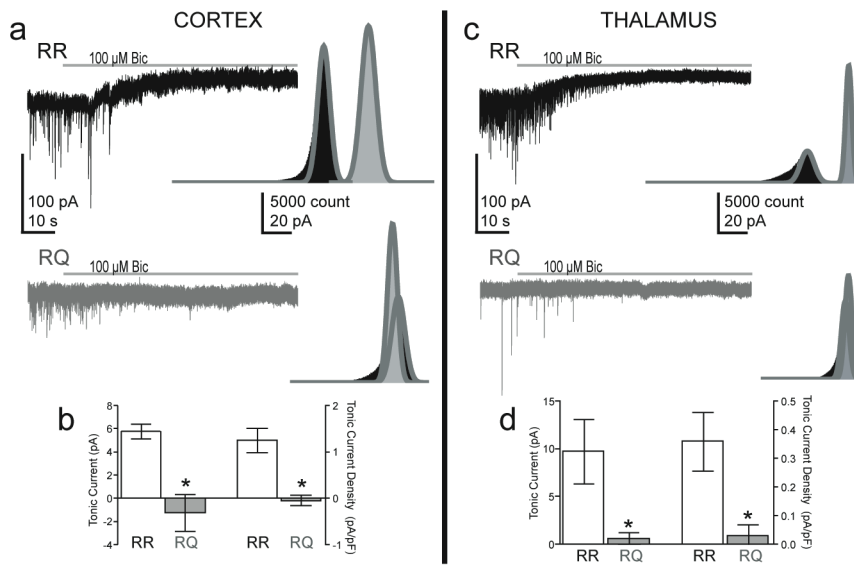 a
CORTEX
RR
100 µM Bic
100 pA
10 s
5000 count
20 pA
RQ
100 µM Bic
b
8
6
4
2
0
-2
-4
Tonic Current (pA)
2
1
0
-1
Tonic Current Density (pA/pF)
*
*
RR
RQ
RR
RQ
c
THALAMUS
RR
100 µM Bic
100 pA
10 s
5000 count
20 pA
RQ
100 µM Bic
d
15
10
5
0
Tonic Current (pA)
0.5
0.4
0.3
0.2
0.1
0.0
Tonic Current Density (pA/pF)
*
*
RR
RQ
RR
RQ